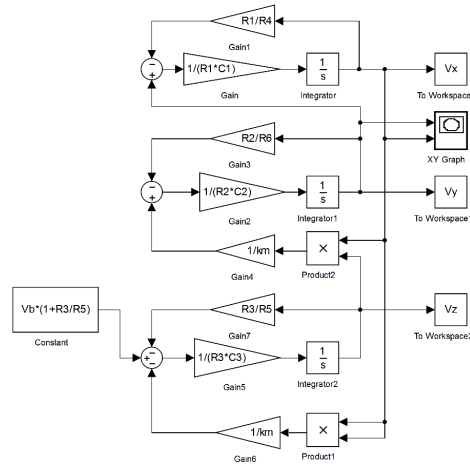 R1/R4
Gain1
1/(R1*C1)
Gain
1
s
Integrator
Vx
To Workspace
XY Graph
R2/R6
Gain3
1/(R2*C2)
Gain2
1
s
Integrator1
Vy
To Workspace1
1/km
Gain4
×
Product2
Vb*(1+R3/R5)
Constant
R3/R5
Gain7
1/(R3*C3)
Gain5
1
s
Integrator2
Vz
To Workspace2
1/km
Gain6
×
Product1